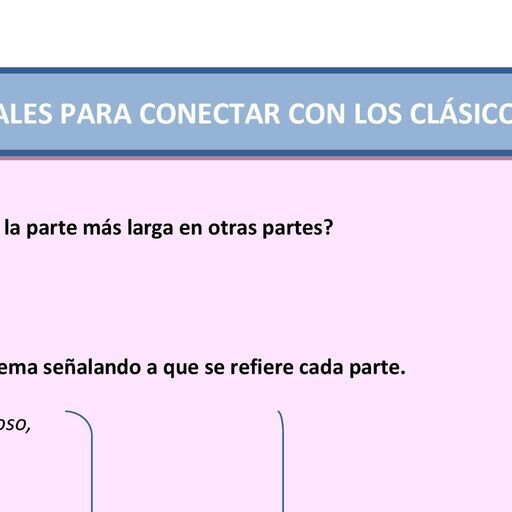 ALES PARA CONECTAR CON LOS CLÁSICO
la parte más larga en otras partes?
ema señalando a que se refiere cada parte.
oso,